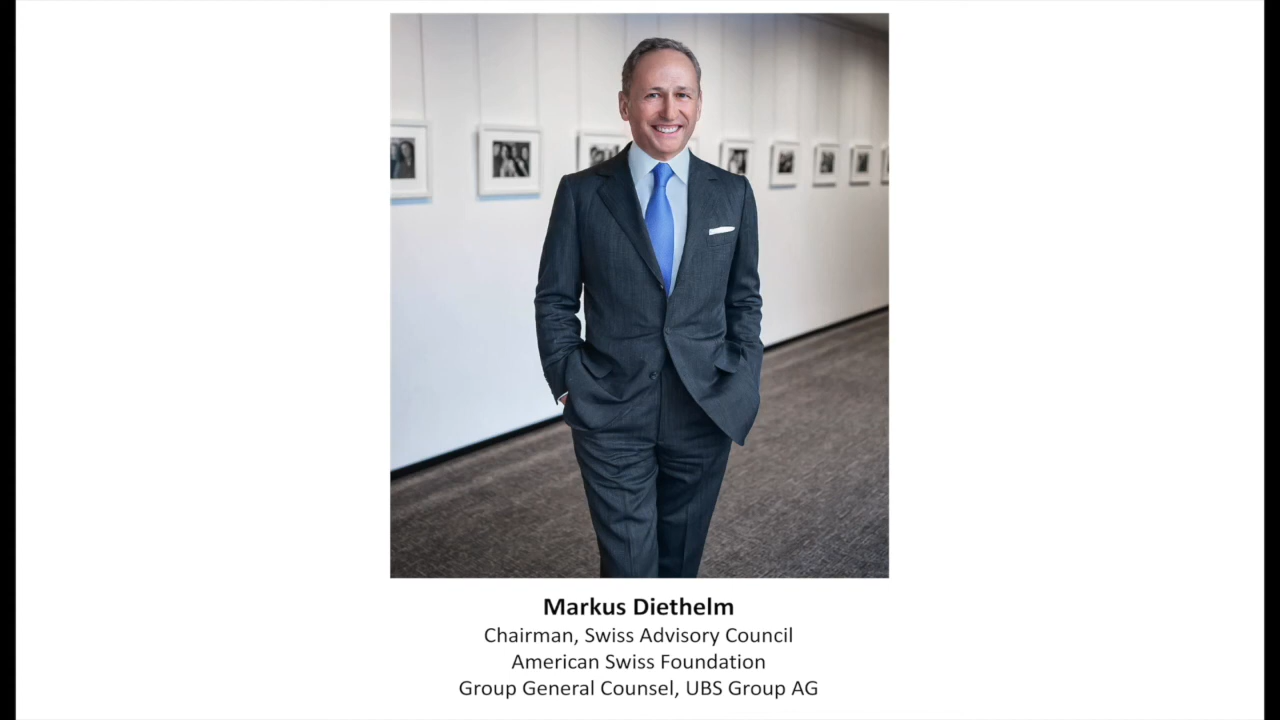 Markus Diethelm
Chairman, Swiss Advisory Council
American Swiss Foundation
Group General Counsel, UBS Group AG